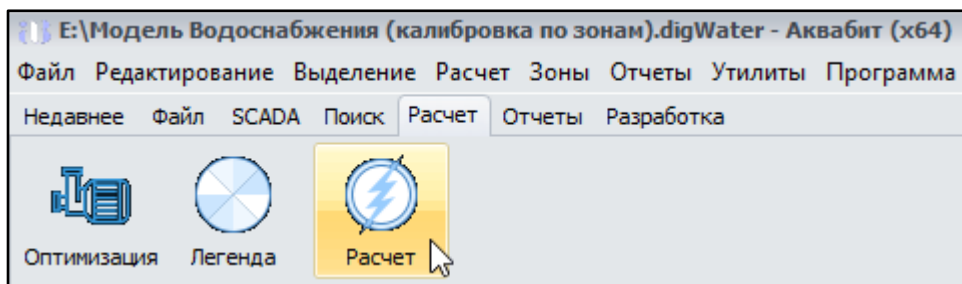 E:\Модель Водоснабжения (калибровка по зонам).digWater - Аквабит (x64)
Файл Редактирование Выделение Расчет Зоны Отчеты Утилиты Программа
Недавнее Файл SCADA Поиск Расчет Отчеты Разработка
Оптимизация Легенда Расчет